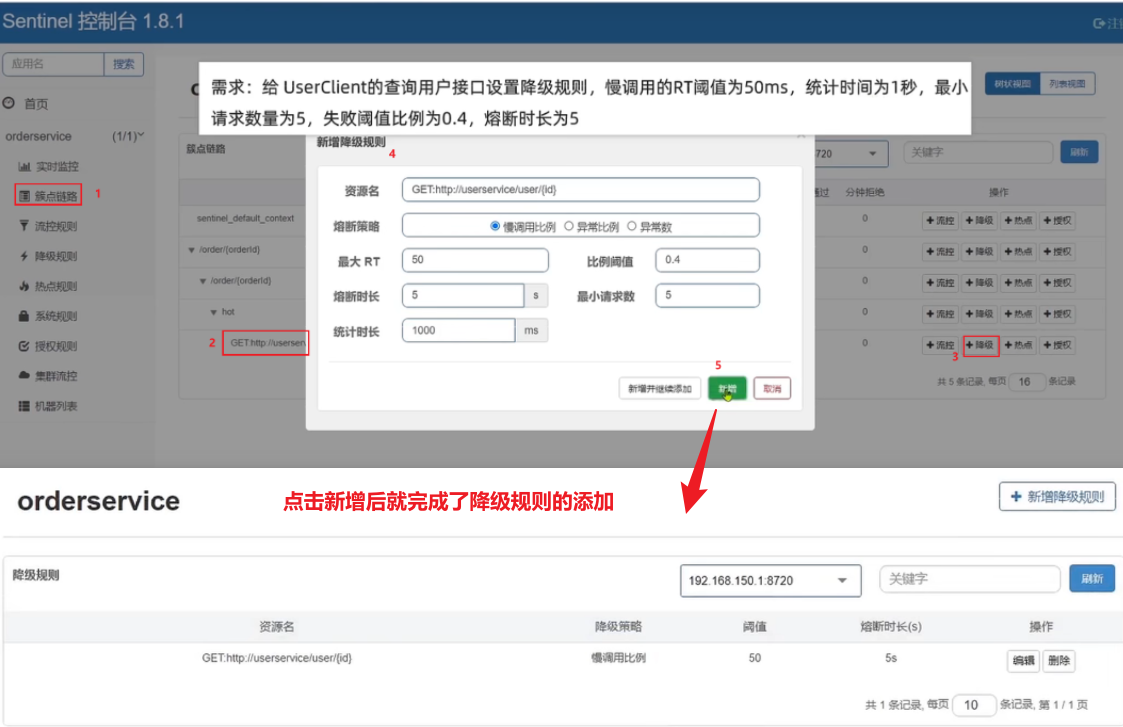 Sentinel 控制台 1.8.1
应用名
搜索
首页
orderservice (1/1)
实时监控
簇点链路
1
流控规则
降级规则
热点规则
系统规则
授权规则
集群流控
机器列表
需求：给 UserClient的查询用户接口设置降级规则，慢调用的RT阈值为50ms，统计时间为1秒，最小
请求数量为5，失败阈值比例为0.4，熔断时长为5
树状视图
列表视图
簇点链路
720
关键字
刷新
分钟拒绝
操作
sentinel_default_context 0 +流控 +降级 +热点 +授权
/order/{orderId} 0 +流控 +降级 +热点 +授权
/order/{orderId} 0 +流控 +降级 +热点 +授权
hot 0 +流控 +降级 +热点 +授权
2 GET:http://userser 0 +流控 +降级 +热点 +授权
3
共 5 条记录, 每页 16 条记录
新增降级规则
4
资源名 GET:http://userservice/user/{id}
熔断策略 慢调用比例 异常比例 异常数
最大 RT 50 比例阈值 0.4
熔断时长 5 s 最小请求数 5
统计时长 1000 ms
5
新增并继续添加 新增 取消
orderservice
点击新增后就完成了降级规则的添加
+ 新增降级规则
降级规则
192.168.150.1:8720
关键字
刷新
资源名 降级策略 阈值 熔断时长(s) 操作
GET:http://userservice/user/{id} 慢调用比例 50 5s 编辑 删除
共 1 条记录, 每页 10 条记录, 第 1 / 1 页